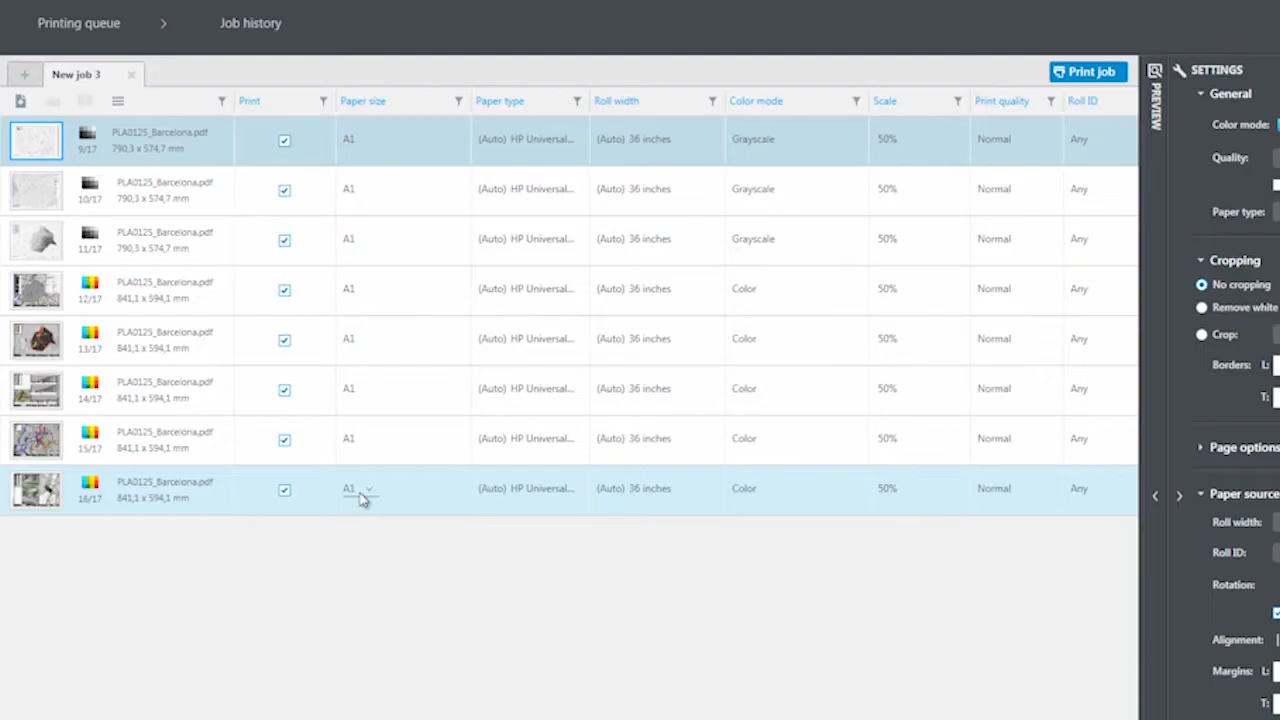 Printing queue > Job history
+ New job 3 × Print job
Print Paper size Paper type Roll width Color mode Scale Print quality Roll ID
PLA0125_Barcelona.pdf
9/17 790,3 x 574,7 mm A1 (Auto) HP Universal... (Auto) 36 inches Grayscale 50% Normal Any
PLA0125_Barcelona.pdf
10/17 790,3 x 574,7 mm A1 (Auto) HP Universal... (Auto) 36 inches Grayscale 50% Normal Any
PLA0125_Barcelona.pdf
11/17 790,3 x 574,7 mm A1 (Auto) HP Universal... (Auto) 36 inches Grayscale 50% Normal Any
PLA0125_Barcelona.pdf
12/17 841,1 x 594,1 mm A1 (Auto) HP Universal... (Auto) 36 inches Color 50% Normal Any
PLA0125_Barcelona.pdf
13/17 841,1 x 594,1 mm A1 (Auto) HP Universal... (Auto) 36 inches Color 50% Normal Any
PLA0125_Barcelona.pdf
14/17 841,1 x 594,1 mm A1 (Auto) HP Universal... (Auto) 36 inches Color 50% Normal Any
PLA0125_Barcelona.pdf
15/17 841,1 x 594,1 mm A1 (Auto) HP Universal... (Auto) 36 inches Color 50% Normal Any
PLA0125_Barcelona.pdf
16/17 841,1 x 594,1 mm A1 (Auto) HP Universal... (Auto) 36 inches Color 50% Normal Any
PREVIEW
SETTINGS
General
Color mode:
Quality:
Paper type:
Cropping
No cropping
Remove white
Crop:
Borders: L:
T:
Page options
Paper source
Roll width:
Roll ID:
Rotation:
Alignment:
Margins: L:
T: